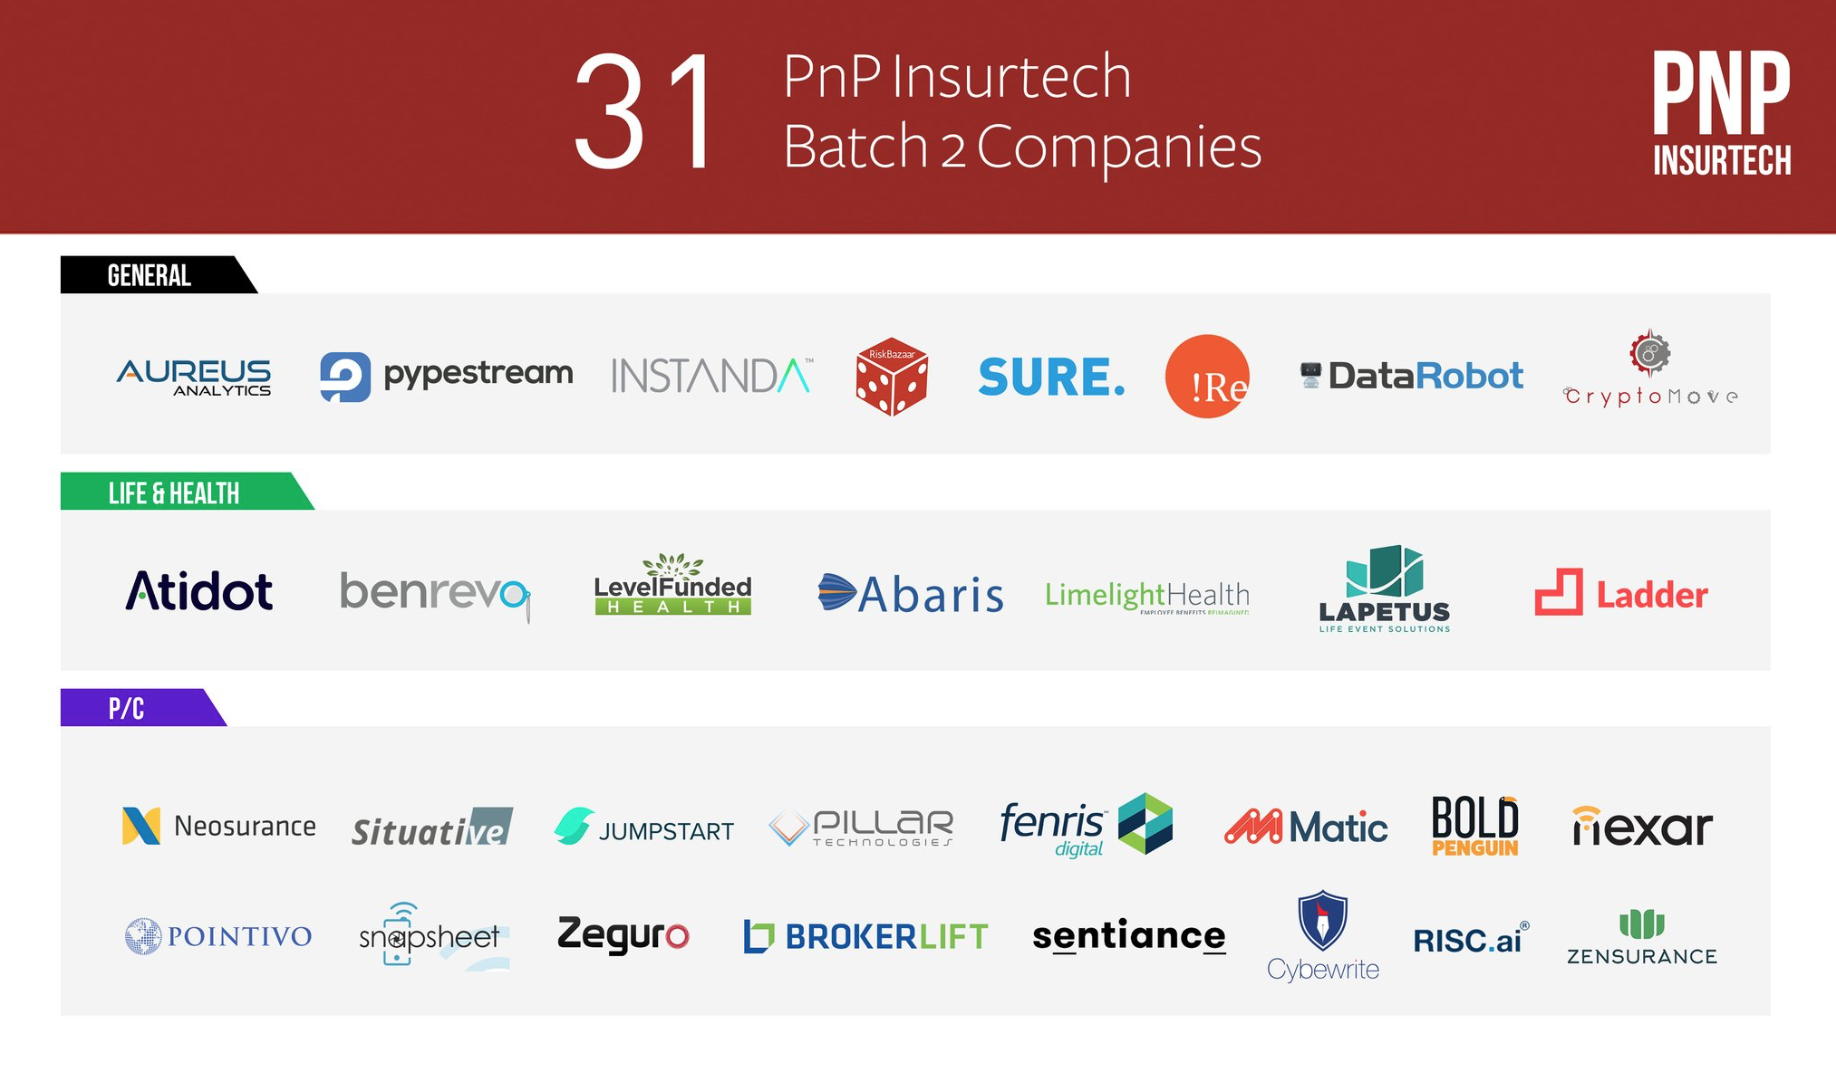 31
PnP Insurtech
Batch 2 Companies
PNP
INSURTECH
GENERAL
AUREUS
ANALYTICS
pypestream
INSTANDA™
RiskBazaar
SURE.
!Re
DataRobot
CryptoMove
LIFE & HEALTH
Atidot
benrevo
LevelFunded
HEALTH
Abaris
LimelightHealth
EMPLOYEE BENEFITS REIMAGINED
LAPETUS
LIFE EVENT SOLUTIONS
Ladder
P/C
Neosurance
Situative
JUMPSTART
PILLAR
TECHNOLOGIES
fenris™
digital
Matic
BOLD
PENGUIN
nexar
POINTIVO
snapsheet
Zeguro
BROKERLIFT
sentiance
Cybewrite
RISC.ai®
ZENSURANCE